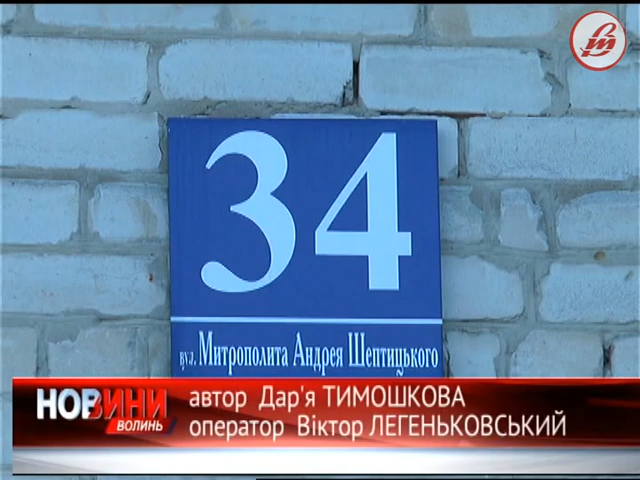 34
вул. Митрополита Андрея Шептицького
НОВИНИ
ВОЛИНЬ
автор Дар'я ТИМОШКОВА
оператор Віктор ЛЕГЕНЬКОВСЬКИЙ